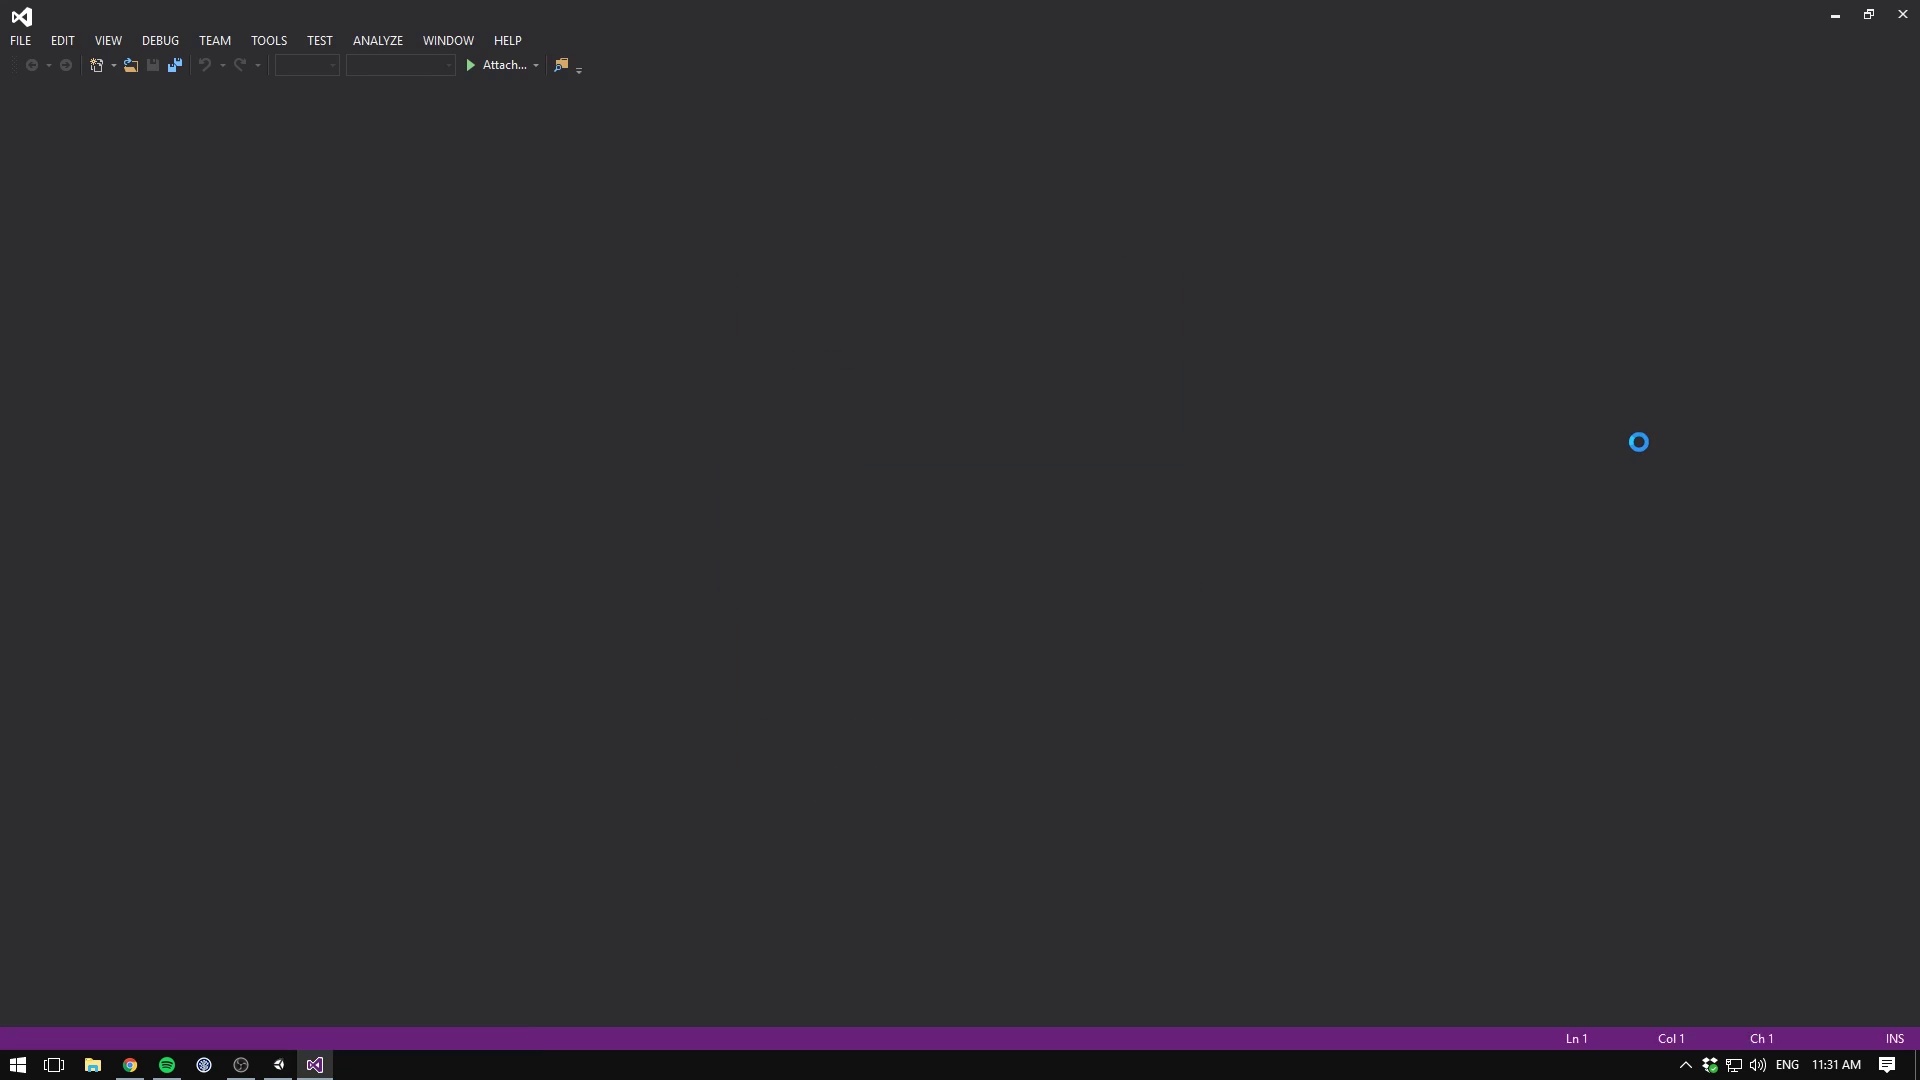 FILE EDIT VIEW DEBUG TEAM TOOLS TEST ANALYZE WINDOW HELP
Attach...
Ln 1 Col 1 Ch 1 INS
ENG 11:31 AM